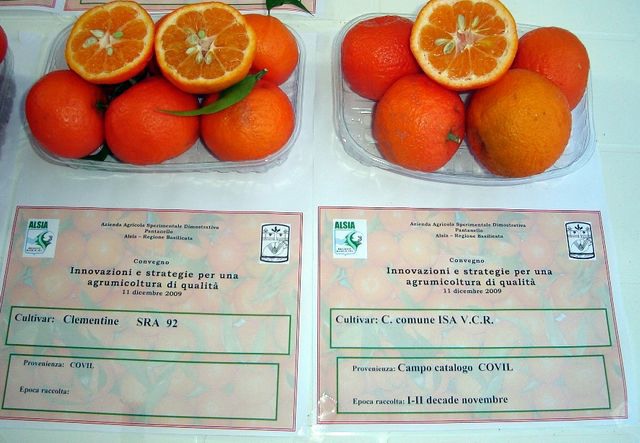 ALSIA
Azienda Agricola Sperimentale Dimostrativa
Pantanello
Alsia - Regione Basilicata
Convegno
Innovazioni e strategie per una
agrumicoltura di qualità
11 dicembre 2009
Cultivar: Clementine SRA 92
Provenienza: COVIL
Epoca raccolta:
ALSIA
Azienda Agricola Sperimentale Dimostrativa
Pantanello
Alsia - Regione Basilicata
Convegno
Innovazioni e strategie per una
agrumicoltura di qualità
11 dicembre 2009
Cultivar: C. comune ISA V.C.R.
Provenienza: Campo catalogo COVIL
Epoca raccolta: I-II decade novembre